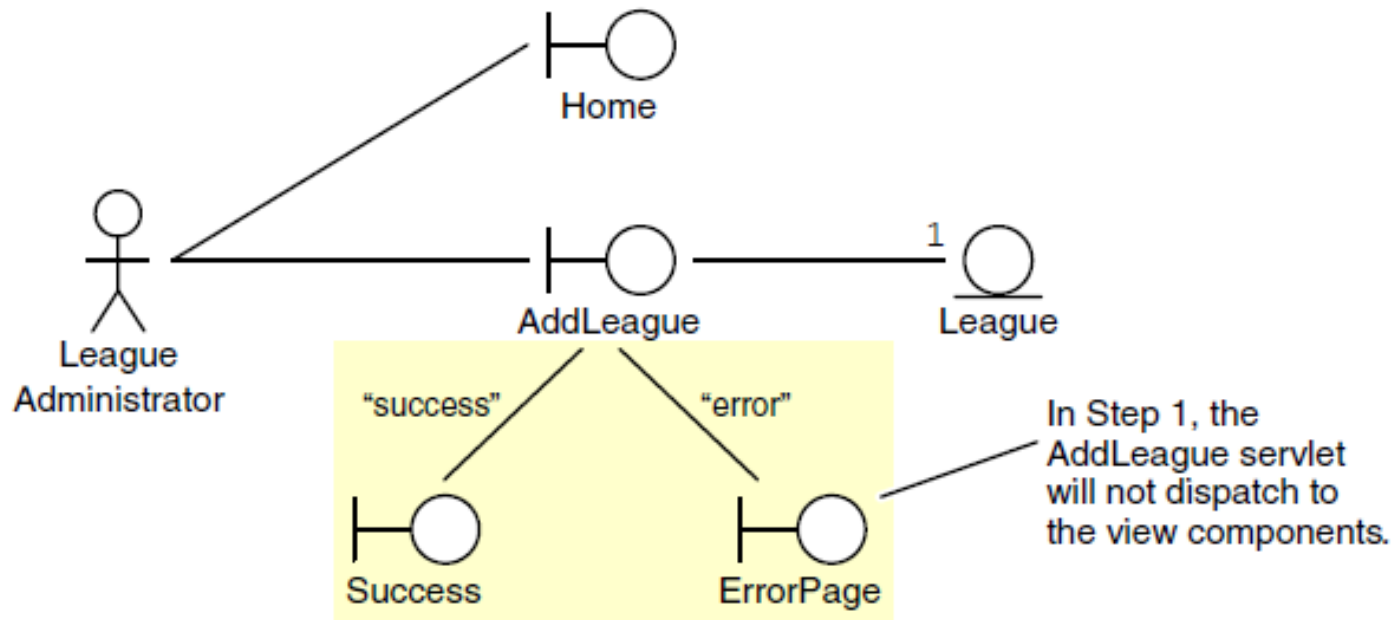 Home
1
AddLeague
League
League
Administrator
“success”
“error”
In Step 1, the
AddLeague servlet
will not dispatch to
the view components.
Success
ErrorPage